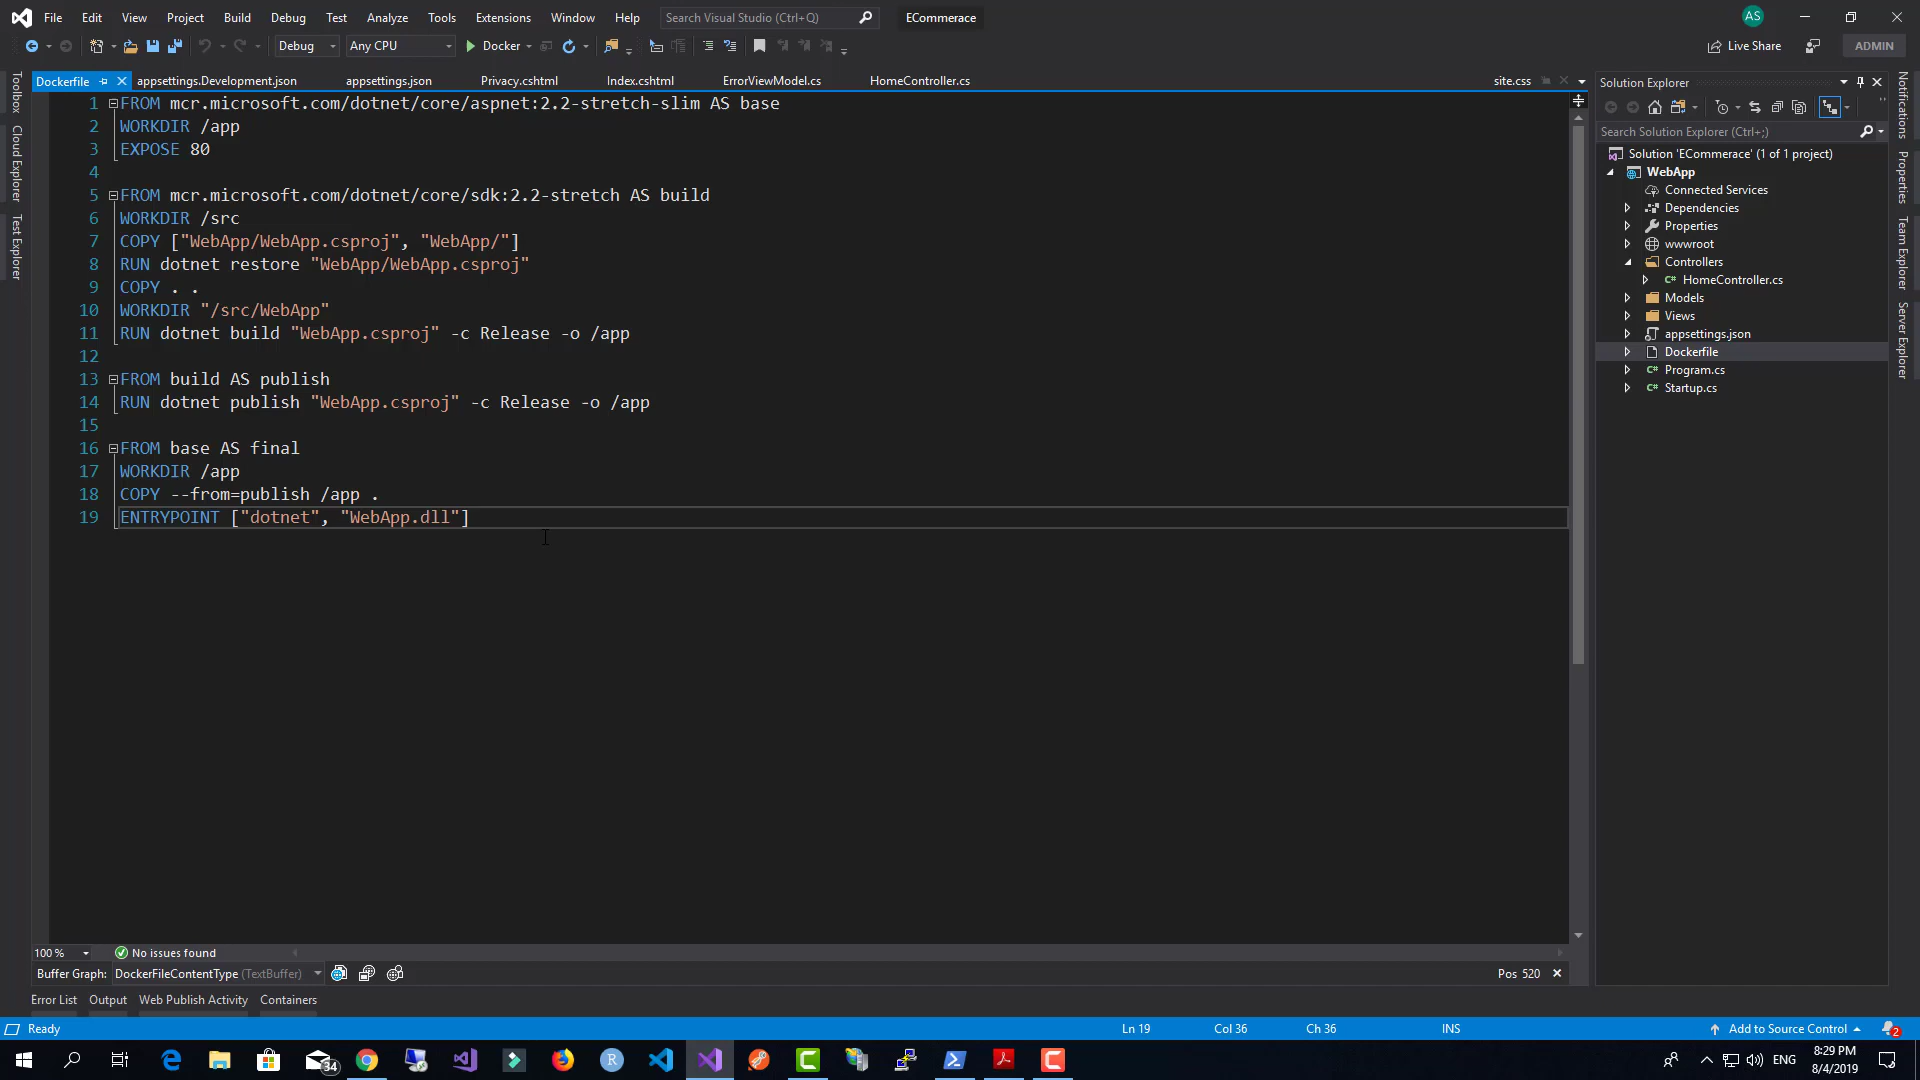 File Edit View Project Build Debug Test Analyze Tools Extensions Window Help Search Visual Studio (Ctrl+Q) ECommerace AS
Debug Any CPU Docker Live Share ADMIN
Dockerfile appsettings.Development.json appsettings.json Privacy.cshtml Index.cshtml ErrorViewModel.cs HomeController.cs site.css
Toolbox
Cloud Explorer
Test Explorer
1 FROM mcr.microsoft.com/dotnet/core/aspnet:2.2-stretch-slim AS base
2 WORKDIR /app
3 EXPOSE 80
4
5 FROM mcr.microsoft.com/dotnet/core/sdk:2.2-stretch AS build
6 WORKDIR /src
7 COPY ["WebApp/WebApp.csproj", "WebApp/"]
8 RUN dotnet restore "WebApp/WebApp.csproj"
9 COPY . .
10 WORKDIR "/src/WebApp"
11 RUN dotnet build "WebApp.csproj" -c Release -o /app
12
13 FROM build AS publish
14 RUN dotnet publish "WebApp.csproj" -c Release -o /app
15
16 FROM base AS final
17 WORKDIR /app
18 COPY --from=publish /app .
19 ENTRYPOINT ["dotnet", "WebApp.dll"]
Solution Explorer
Search Solution Explorer (Ctrl+;)
Solution 'ECommerace' (1 of 1 project)
WebApp
Connected Services
Dependencies
Properties
wwwroot
Controllers
C# HomeController.cs
Models
Views
appsettings.json
Dockerfile
C# Program.cs
C# Startup.cs
Notifications
Properties
Team Explorer
Server Explorer
100 % No issues found
Buffer Graph: DockerFileContentType (TextBuffer) Pos 520
Error List Output Web Publish Activity Containers
Ready Ln 19 Col 36 Ch 36 INS Add to Source Control 2
34 R ENG 8:29 PM
8/4/2019